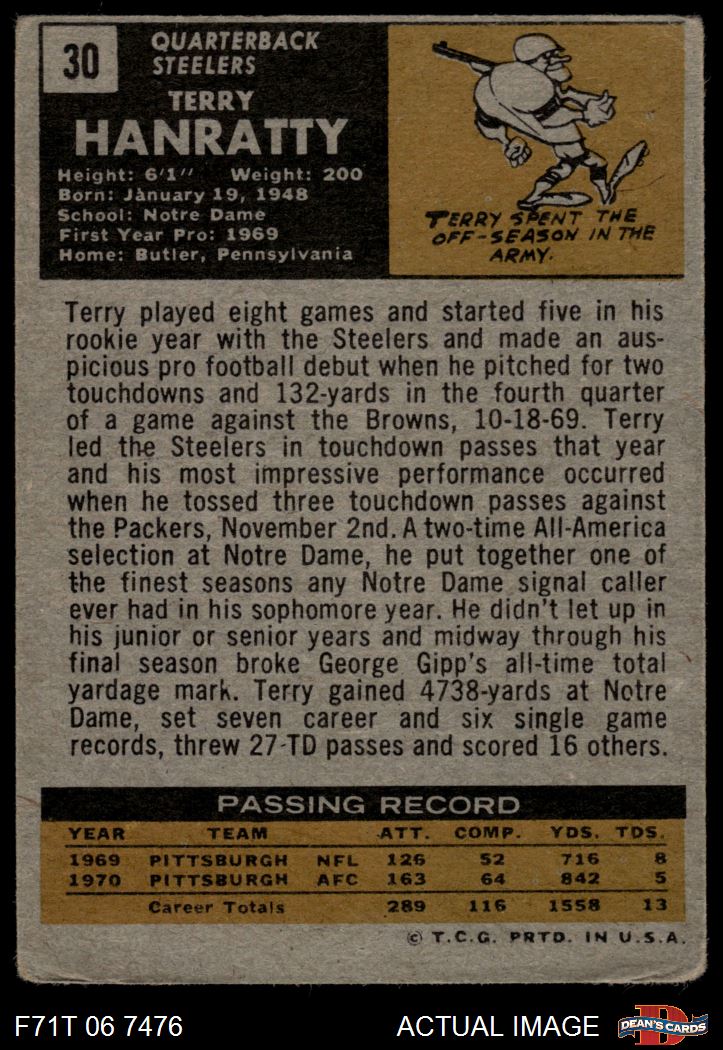 30
QUARTERBACK
STEELERS
TERRY
HANRATTY
Height: 6'1" Weight: 200
Born: January 19, 1948
School: Notre Dame
First Year Pro: 1969
Home: Butler, Pennsylvania
TERRY SPENT THE
OFF-SEASON IN THE
ARMY.
Terry played eight games and started five in his
rookie year with the Steelers and made an aus-
picious pro football debut when he pitched for two
touchdowns and 132-yards in the fourth quarter
of a game against the Browns, 10-18-69. Terry
led the Steelers in touchdown passes that year
and his most impressive performance occurred
when he tossed three touchdown passes against
the Packers, November 2nd. A two-time All-America
selection at Notre Dame, he put together one of
the finest seasons any Notre Dame signal caller
ever had in his sophomore year. He didn't let up in
his junior or senior years and midway through his
final season broke George Gipp's all-time total
yardage mark. Terry gained 4738-yards at Notre
Dame, set seven career and six single game
records, threw 27-TD passes and scored 16 others.
PASSING RECORD
YEAR TEAM ATT. COMP. YDS. TDS.
1969 PITTSBURGH NFL 126 52 716 8
1970 PITTSBURGH AFC 163 64 842 5
Career Totals 289 116 1558 13
© T.C.G. PRTD. IN U.S.A.
F71T 06 7476 ACTUAL IMAGE D DEAN'S CARDS